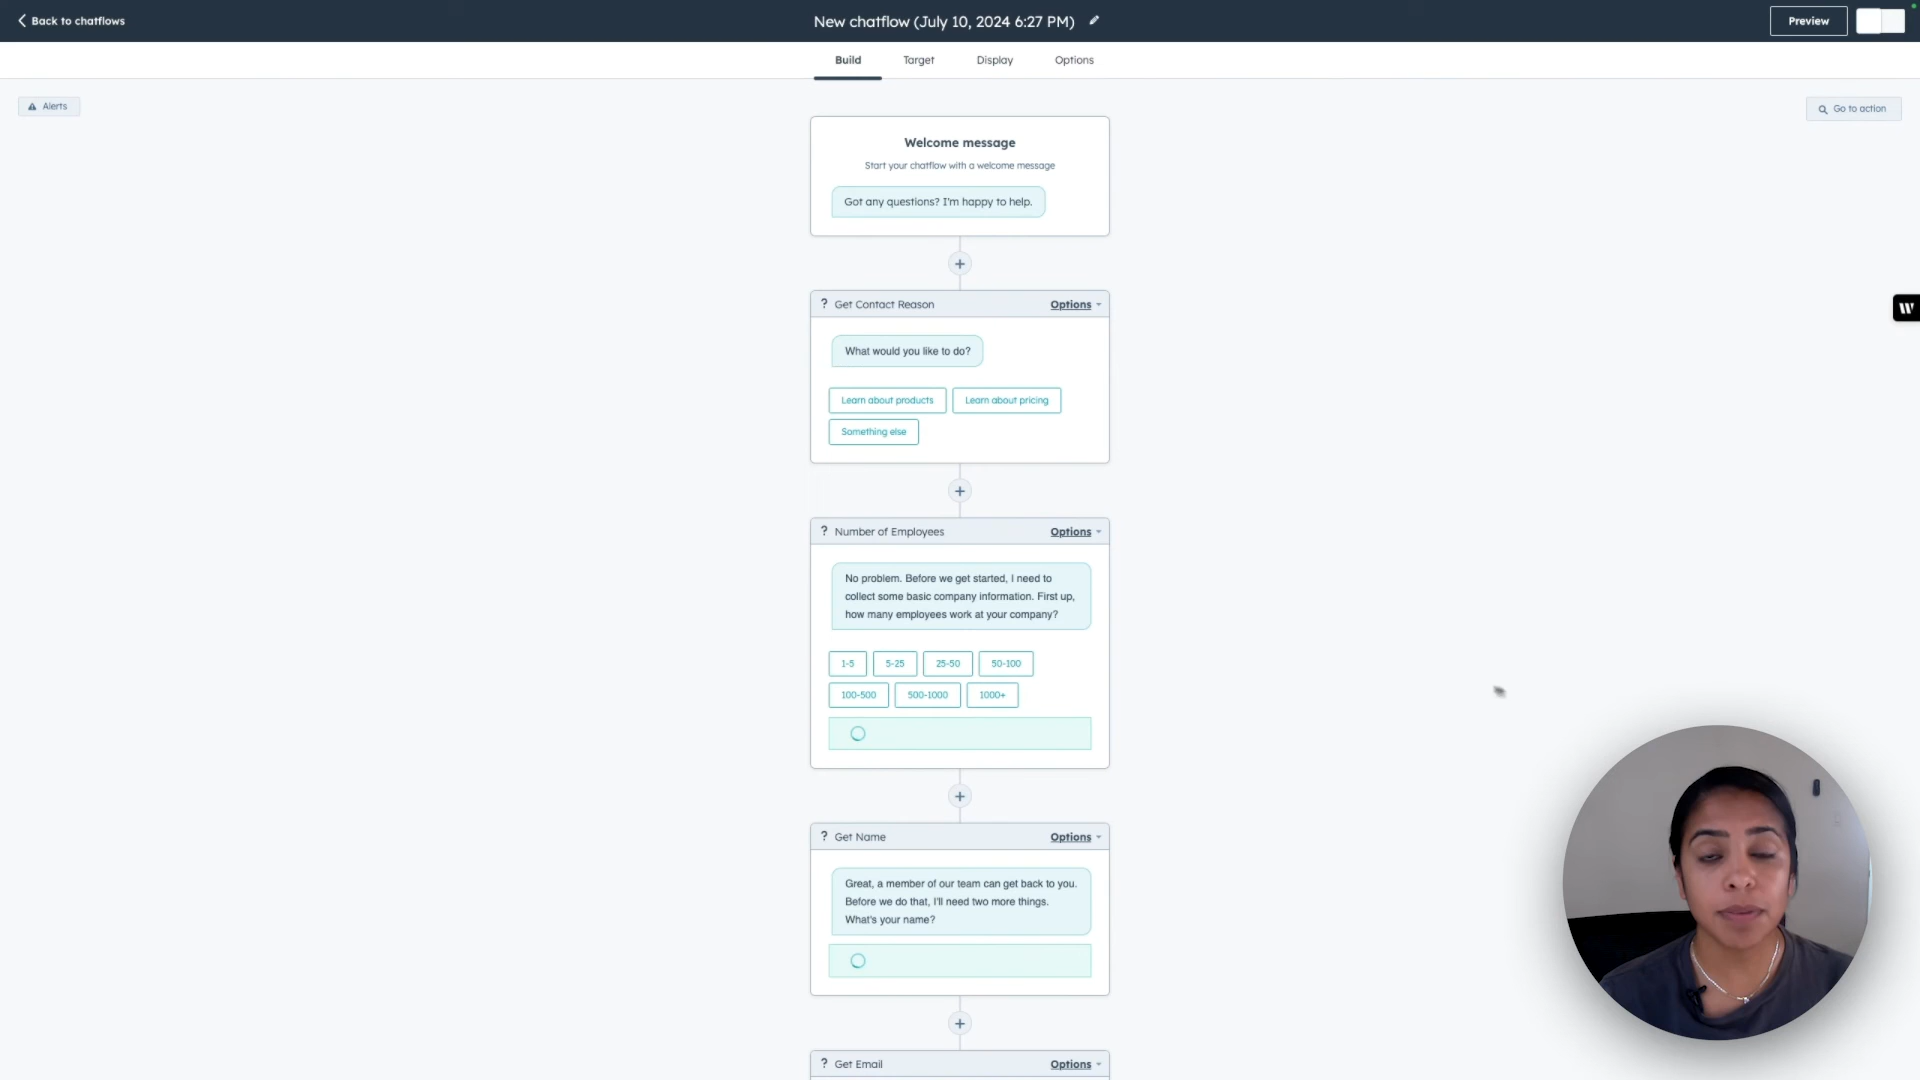 Back to chatflows
New chatflow (July 10, 2024 6:27 PM)
Preview
Build
Target
Display
Options
Alerts
Go to action
Welcome message
Start your chatflow with a welcome message
Got any questions? I'm happy to help.
+
? Get Contact Reason
Options
What would you like to do?
Learn about products
Learn about pricing
Something else
+
? Number of Employees
Options
No problem. Before we get started, I need to
collect some basic company information. First up,
how many employees work at your company?
1-5
5-25
25-50
50-100
100-500
500-1000
1000+
+
? Get Name
Options
Great, a member of our team can get back to you.
Before we do that, I'll need two more things.
What's your name?
+
? Get Email
Options